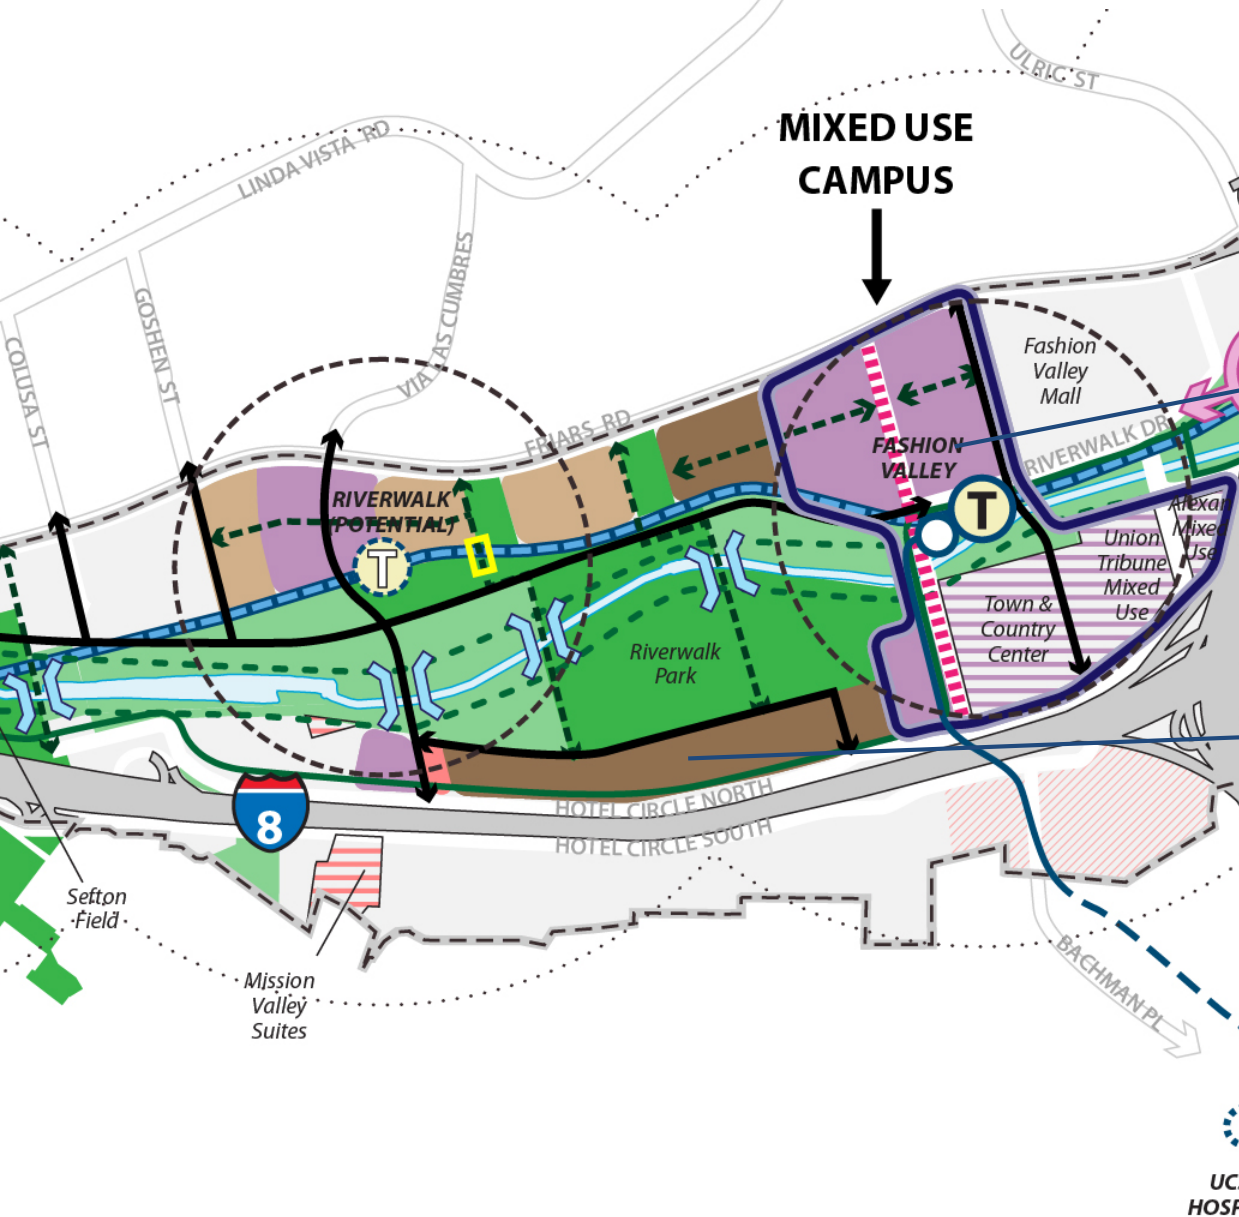 ULRIC ST
MIXED USE
CAMPUS
LINDA VISTA RD
VIA LAS CUMBRES
GOSHEN ST
COLUSA ST
Fashion
Valley
Mall
FRIARS RD
RIVERWALK DR
FASHION
VALLEY
RIVERWALK
(POTENTIAL)
T
T
Union
Tribune
Mixed
Use
Mixed
Use
Town &
Country
Center
Riverwalk
Park
HOTEL CIRCLE NORTH
HOTEL CIRCLE SOUTH
8
Sefton
Field
Mission
Valley
Suites
BACHMAN PL